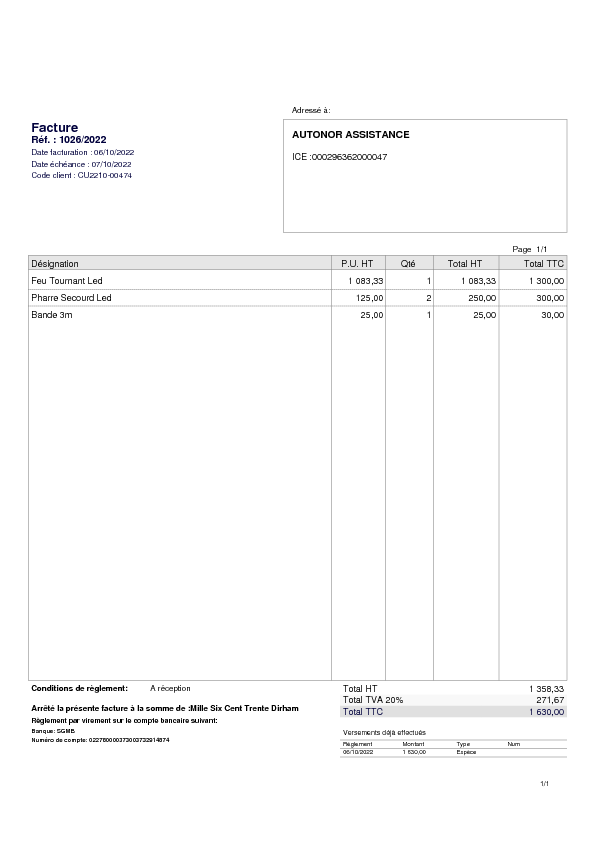 Adressé à:
Facture
Réf. : 1026/2022
Date facturation : 06/10/2022
Date échéance : 07/10/2022
Code client : CU2210-00474
AUTONOR ASSISTANCE
ICE :000296362000047
Page 1/1
Désignation P.U. HT Qté Total HT Total TTC
Feu Tournant Led 1 083,33 1 1 083,33 1 300,00
Pharre Secourd Led 125,00 2 250,00 300,00
Bande 3m 25,00 1 25,00 30,00
Conditions de règlement: A réception
Total HT 1 358,33
Total TVA 20% 271,67
Total TTC 1 630,00
Arrêté la présente facture à la somme de :Mille Six Cent Trente Dirham
Règlement par virement sur le compte bancaire suivant:
Banque: SGMB
Numéro de compte:
Versements déjà effectués
Règlement Montant Type Num
06/10/2022 1 630,00 Espèce
1/1